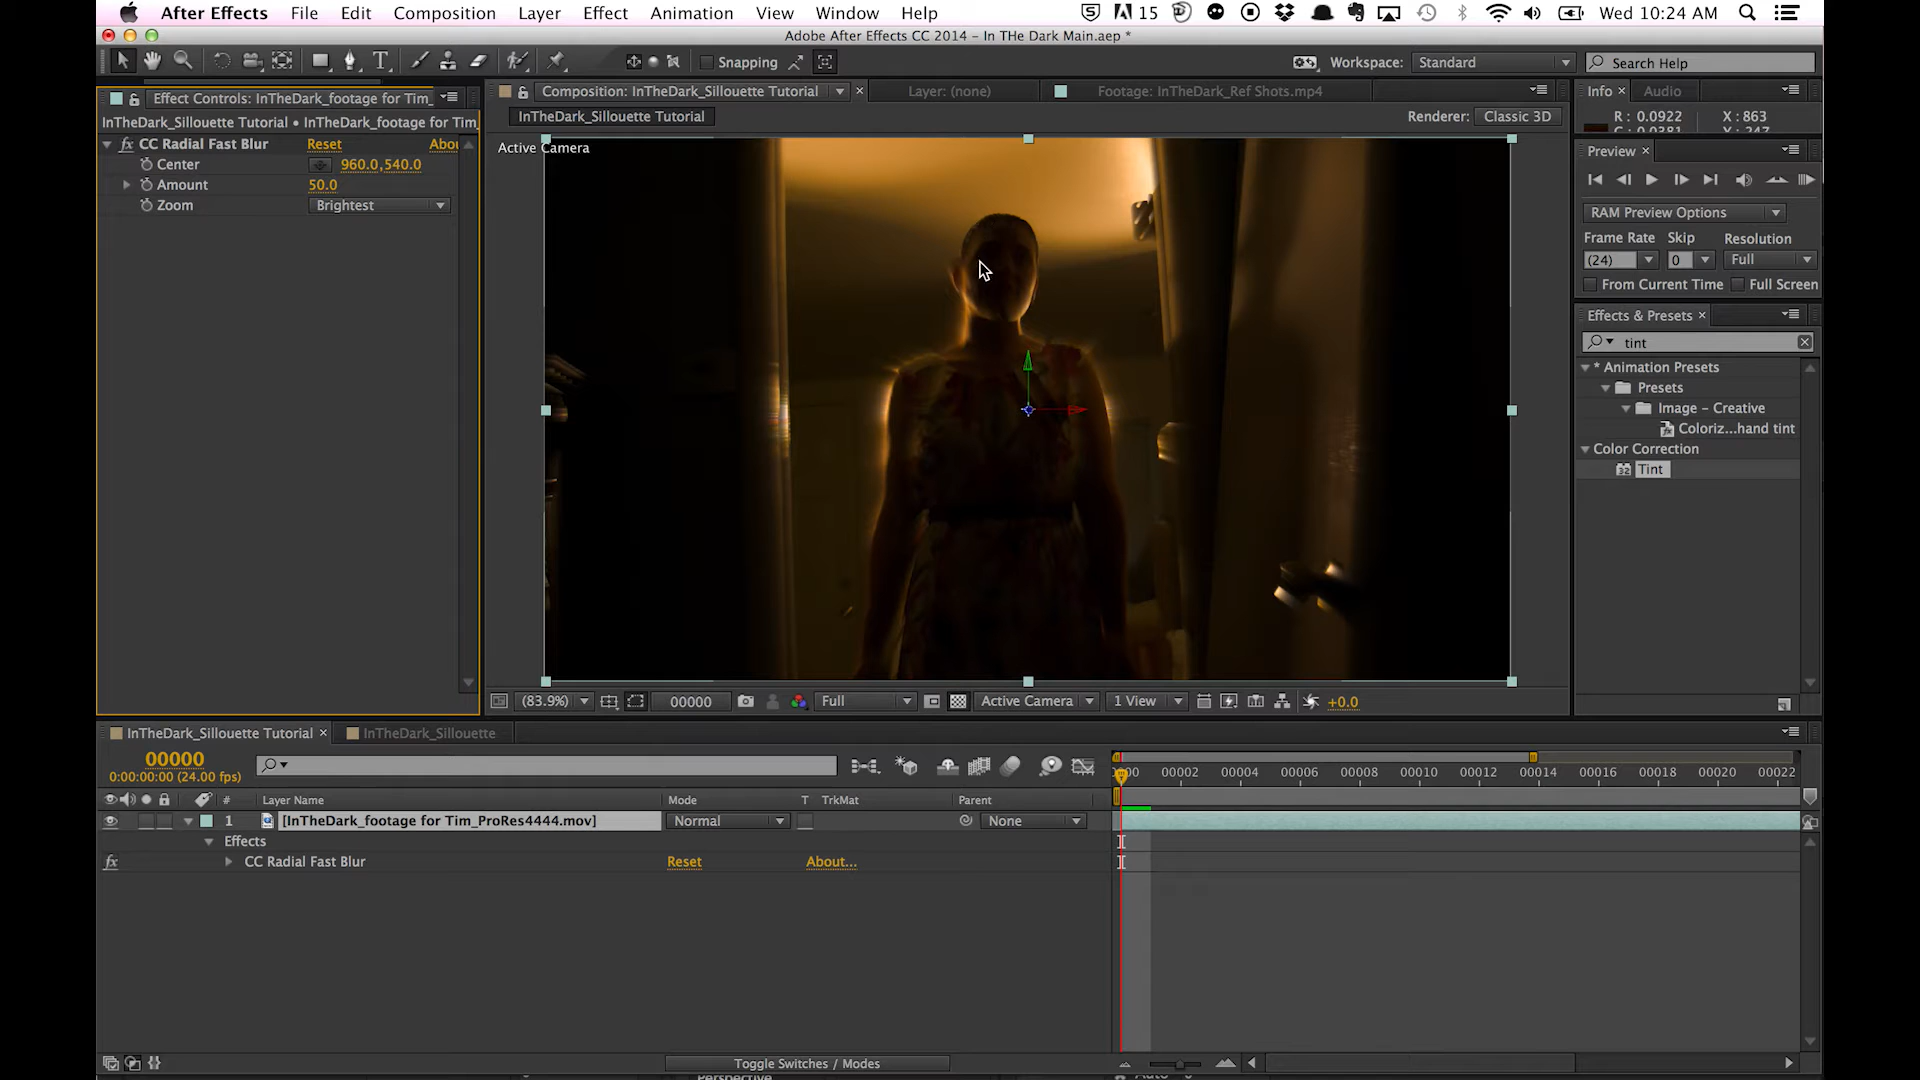 After Effects File Edit Composition Layer Effect Animation View Window Help 15 Wed 10:24 AM
Adobe After Effects CC 2014 – In THe Dark Main.aep *
Snapping Workspace: Standard Search Help
Effect Controls: InTheDark_footage for Tim_ Composition: InTheDark_Sillouette Tutorial Layer: (none) Footage: InTheDark_Ref Shots.mp4 Info Audio
InTheDark_Sillouette Tutorial • InTheDark_footage for Tim_ InTheDark_Sillouette Tutorial Renderer: Classic 3D R : 0.0922 X : 863
CC Radial Fast Blur Reset Abou
Active Camera
Center 960.0,540.0
Amount 50.0
Zoom Brightest
Preview
RAM Preview Options
Frame Rate Skip Resolution
(24) 0 Full
From Current Time Full Screen
Effects & Presets
tint
* Animation Presets
Presets
Image – Creative
Coloriz...hand tint
Color Correction
Tint
(83.9%) 00000 Full Active Camera 1 View +0.0
InTheDark_Sillouette Tutorial InTheDark_Sillouette
00000
0:00:00:00 (24.00 fps)
00002 00004 00006 00008 00010 00012 00014 00016 00018 00020 00022
# Layer Name Mode T TrkMat Parent
1 [InTheDark_footage for Tim_ProRes4444.mov] Normal None
Effects
fx CC Radial Fast Blur Reset About...
Toggle Switches / Modes